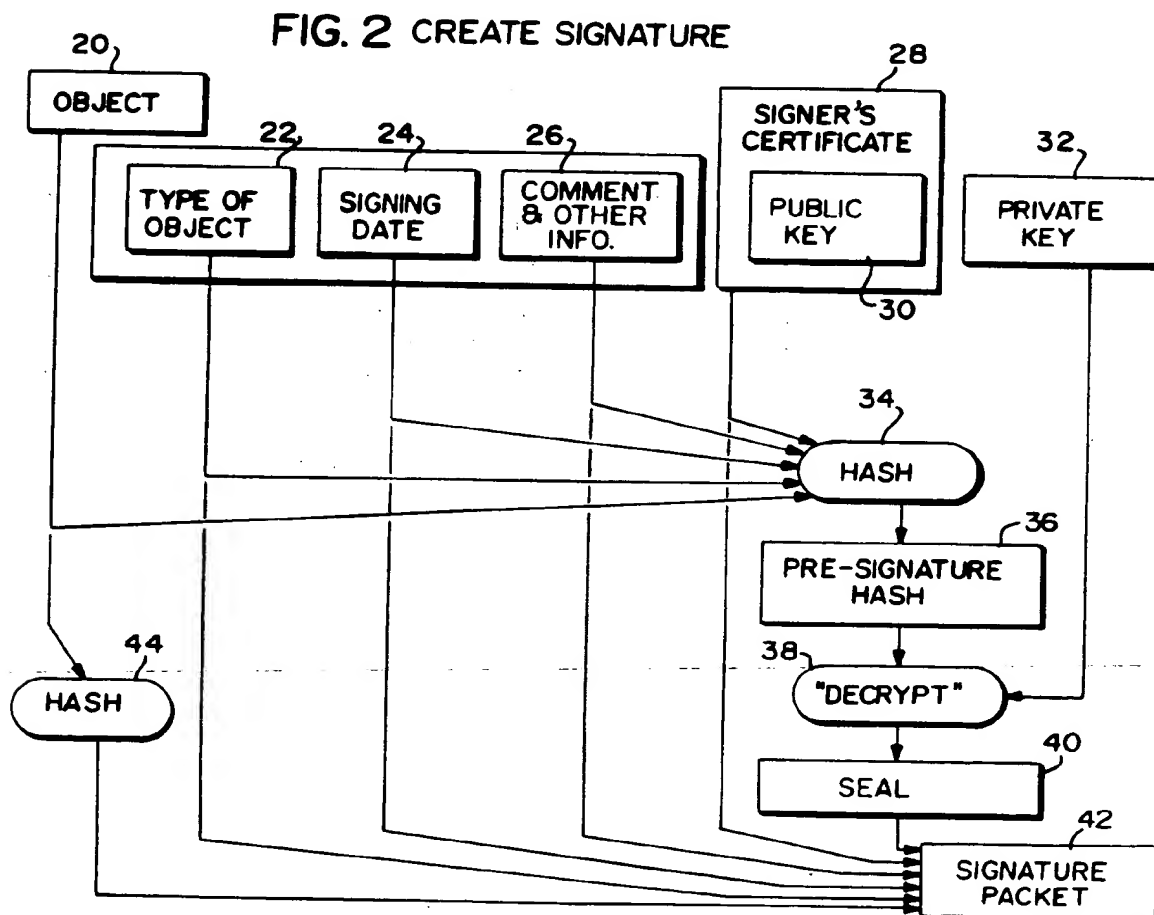 FIG. 2 CREATE SIGNATURE
20
OBJECT
22
TYPE OF
OBJECT
24
SIGNING
DATE
26
COMMENT
& OTHER
INFO.
28
SIGNER'S
CERTIFICATE
PUBLIC
KEY
30
32
PRIVATE
KEY
34
HASH
36
PRE-SIGNATURE
HASH
38
"DECRYPT"
44
HASH
40
SEAL
42
SIGNATURE
PACKET